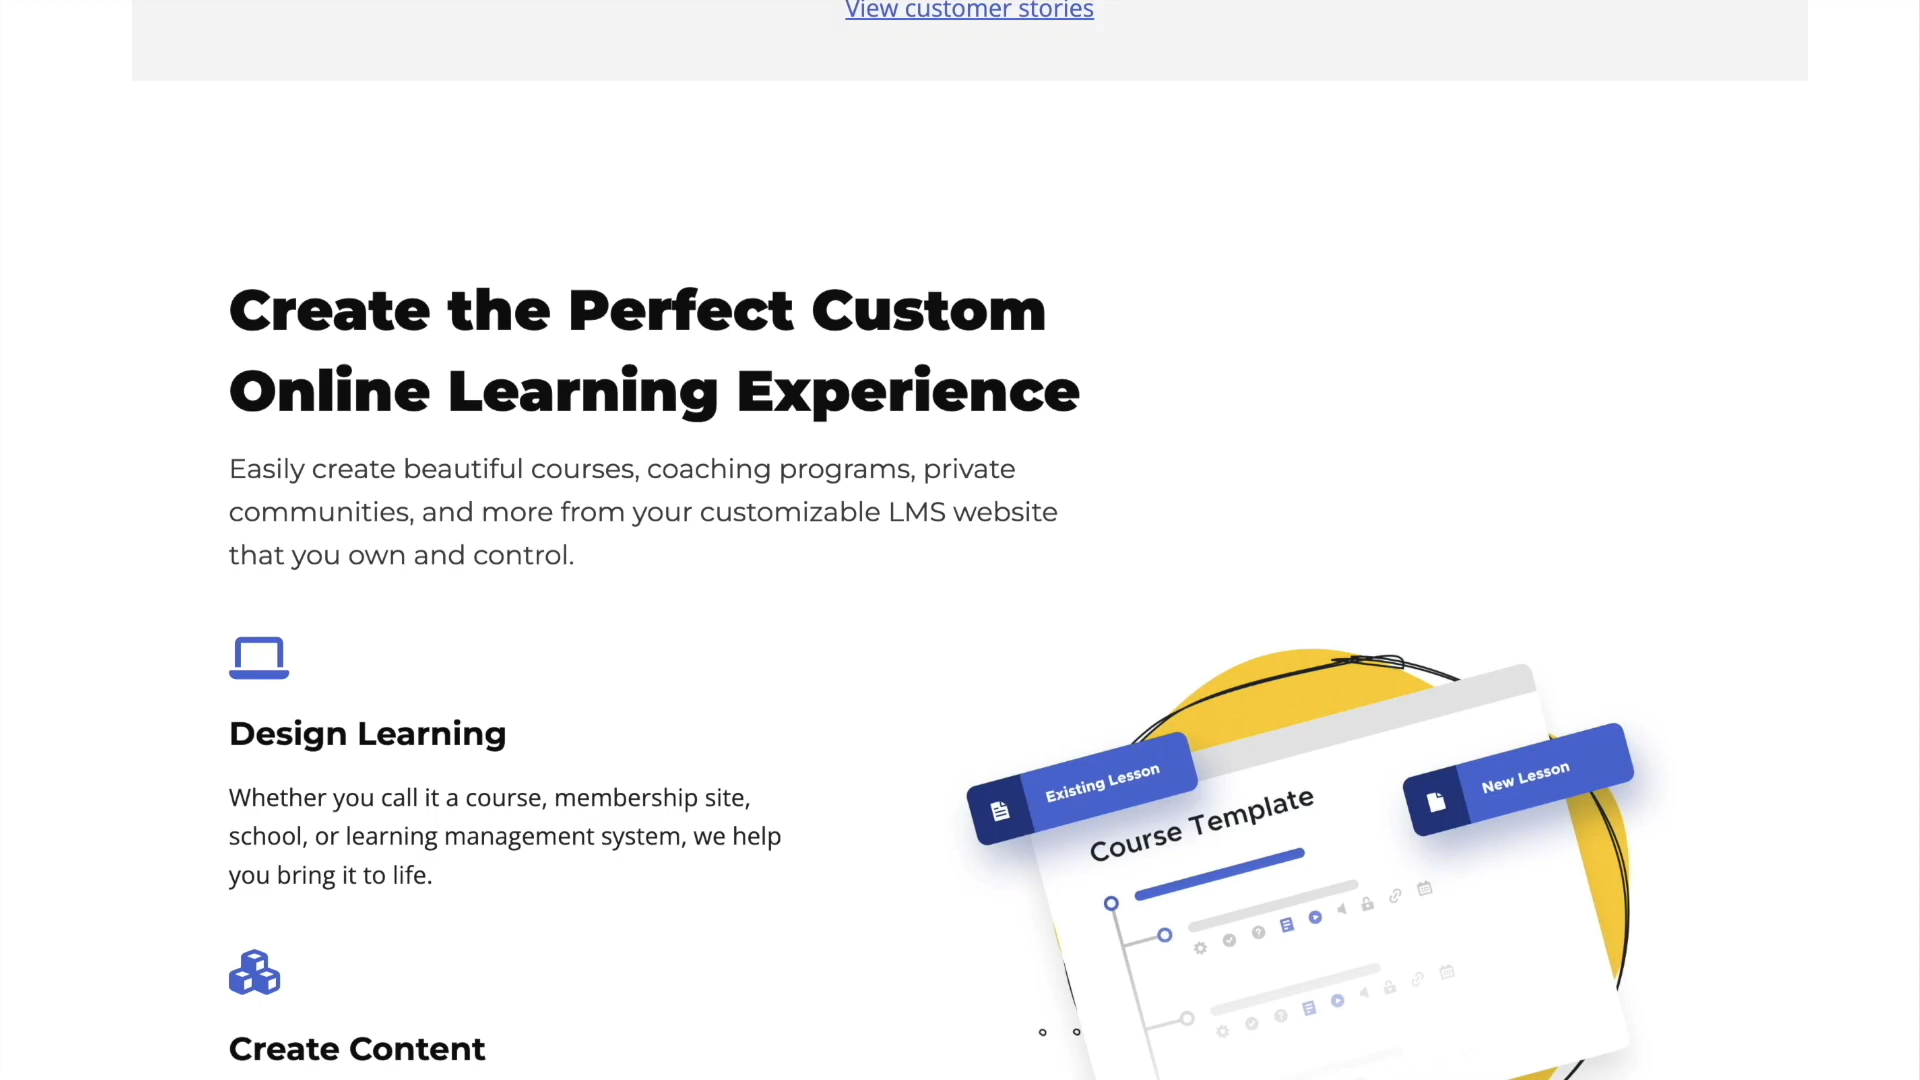 View customer stories
Create the Perfect Custom
Online Learning Experience
Easily create beautiful courses, coaching programs, private
communities, and more from your customizable LMS website
that you own and control.
Design Learning
Whether you call it a course, membership site,
school, or learning management system, we help
you bring it to life.
Existing Lesson
New Lesson
Course Template
Create Content